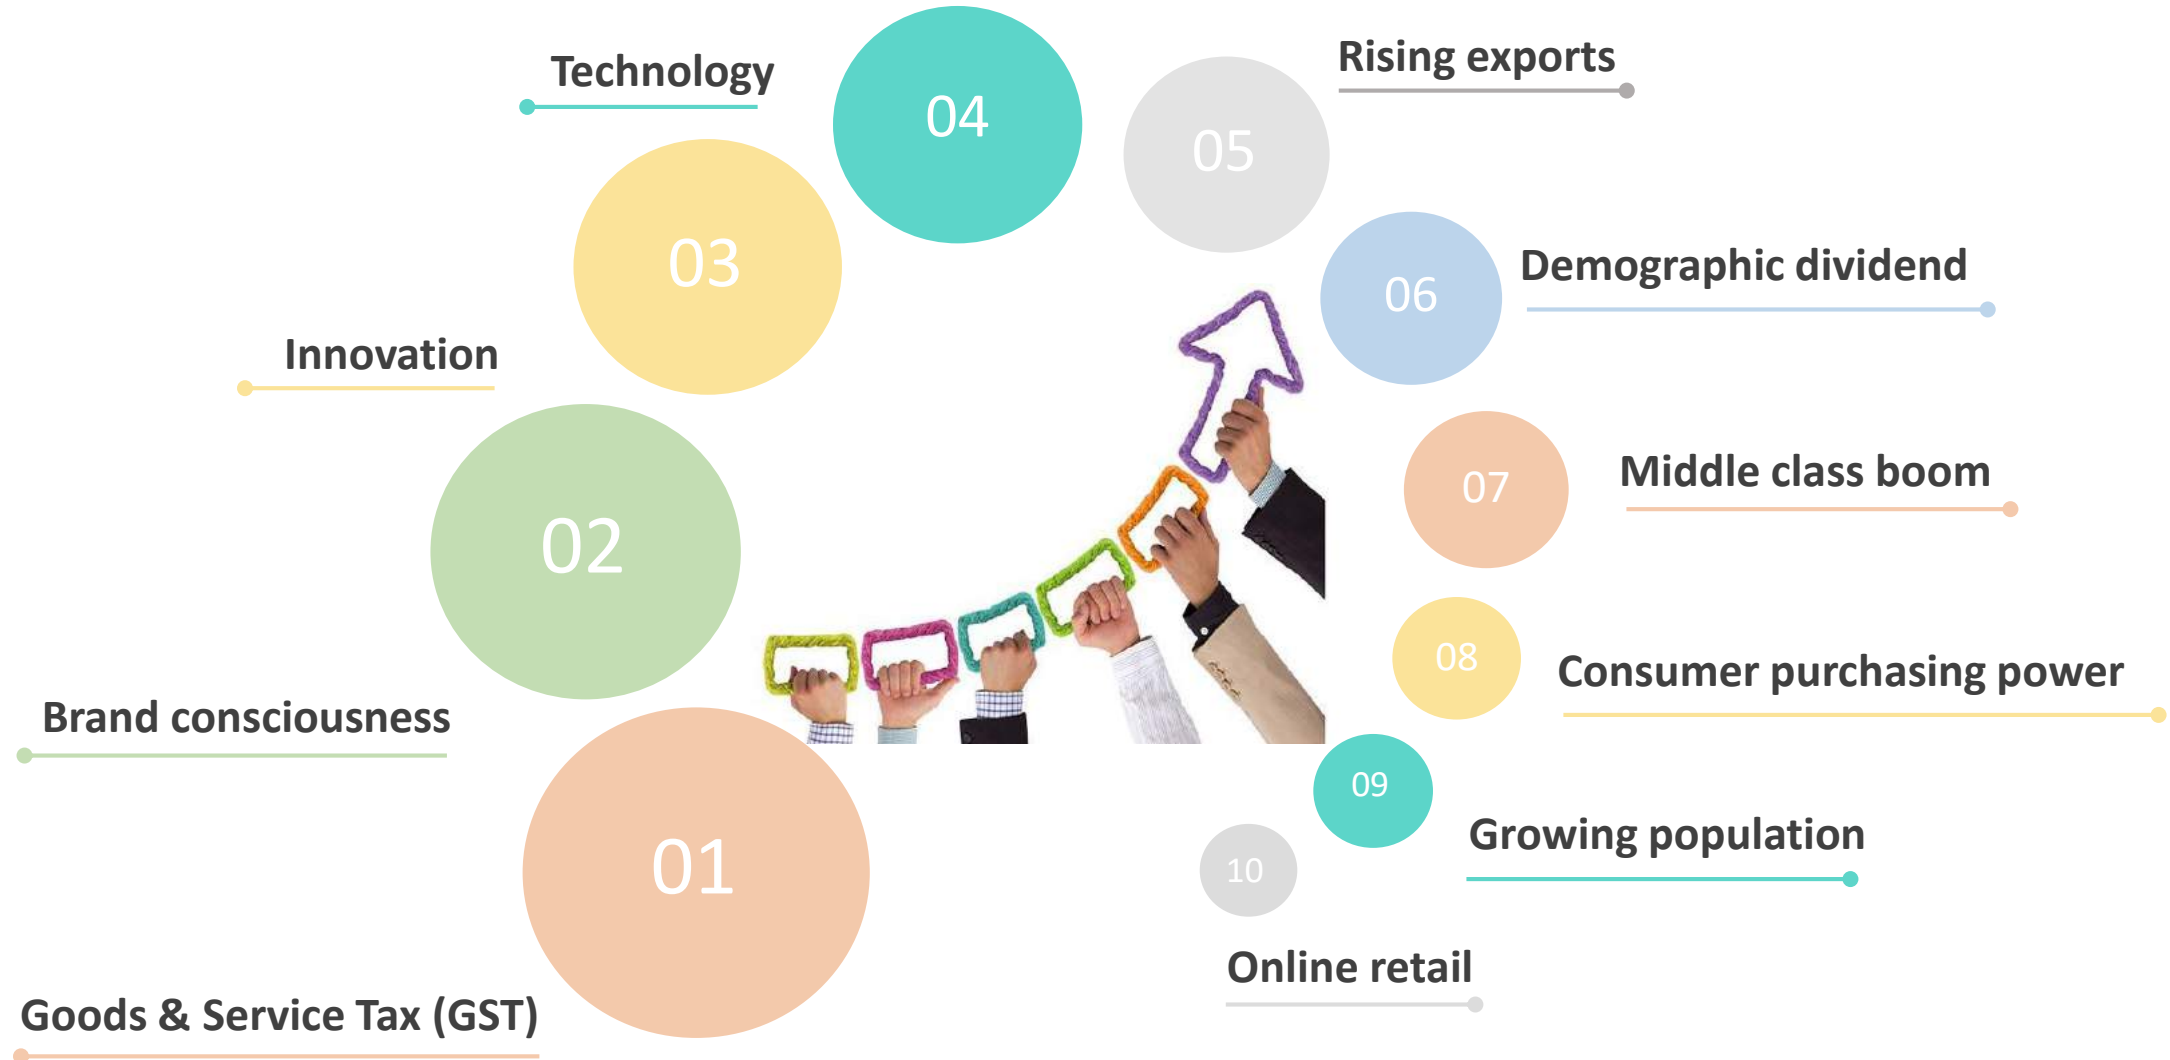 01
Goods & Service Tax (GST)
02
Brand consciousness
03
Innovation
04
Technology
05
Rising exports
06
Demographic dividend
07
Middle class boom
08
Consumer purchasing power
09
Growing population
10
Online retail